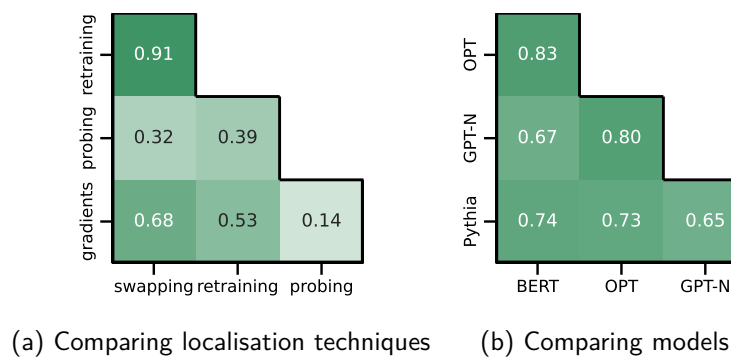 retraining
0.91
probing
0.32 0.39
gradients
0.68 0.53 0.14
swapping retraining probing
(a) Comparing localisation techniques
OPT
0.83
GPT-N
0.67 0.80
Pythia
0.74 0.73 0.65
BERT OPT GPT-N
(b) Comparing models